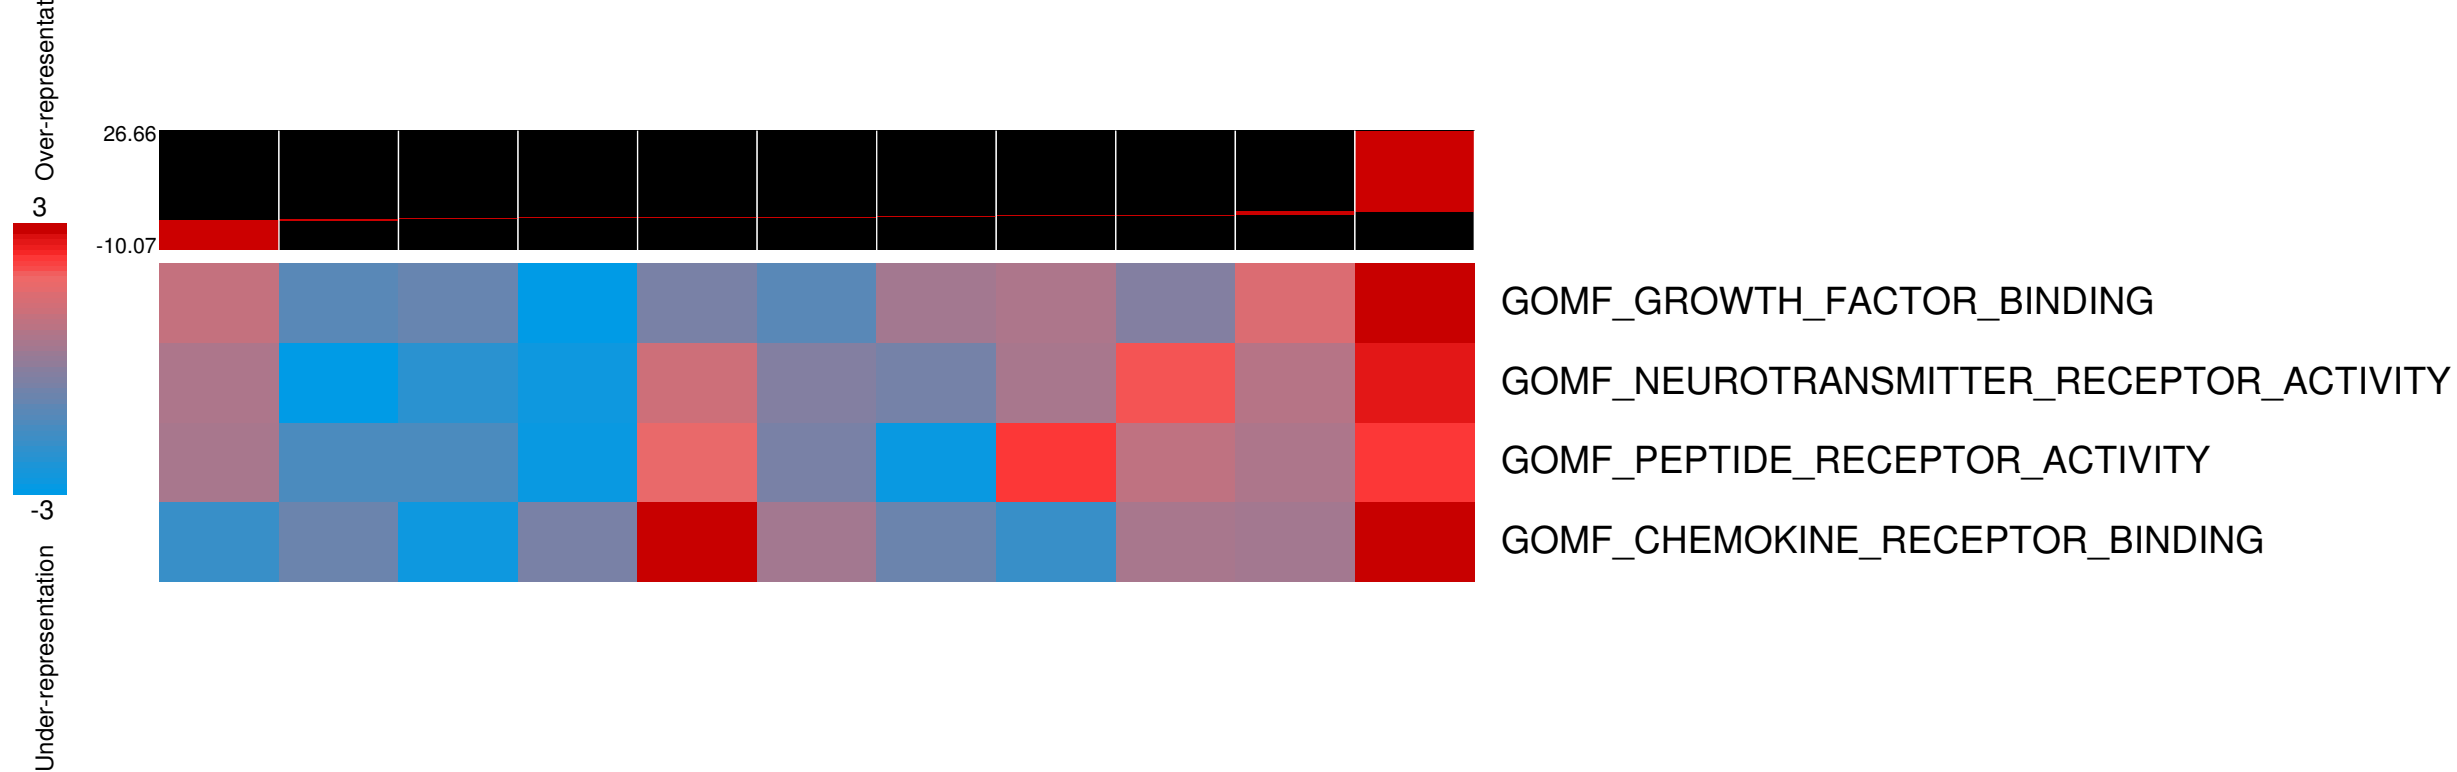 Over-representat
26.66
-10.07
3
-3
Under-representation
GOMF_GROWTH_FACTOR_BINDING
GOMF_NEUROTRANSMITTER_RECEPTOR_ACTIVITY
GOMF_PEPTIDE_RECEPTOR_ACTIVITY
GOMF_CHEMOKINE_RECEPTOR_BINDING